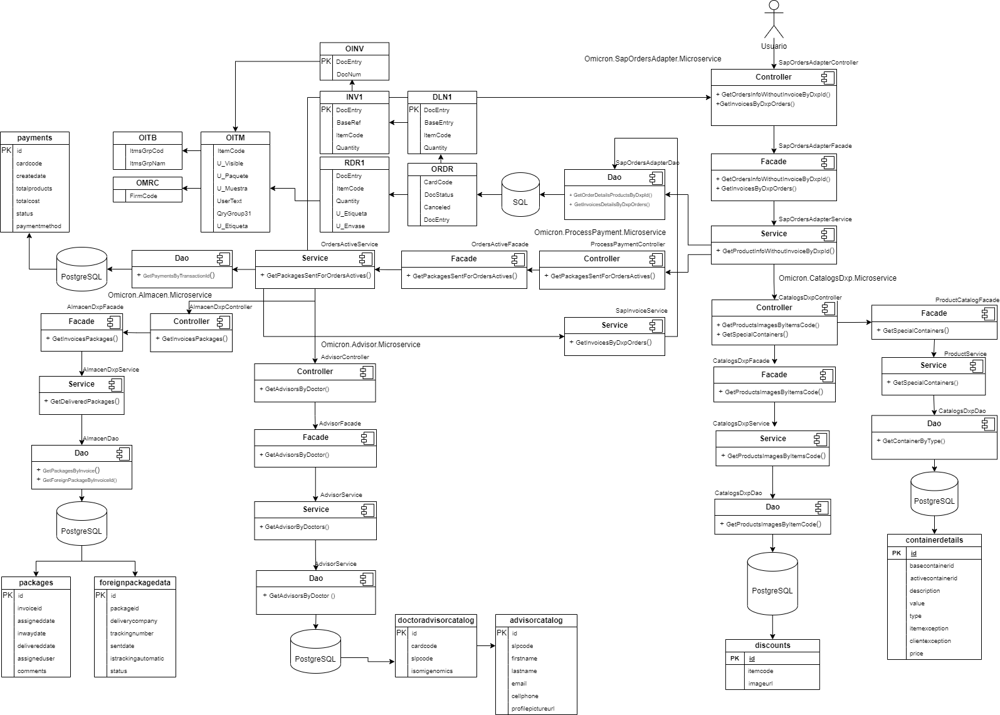 Usuario
Omicron.SapOrdersAdapter.Microservice
SapOrdersAdapterController
Controller
+ GetOrdersInfoWithoutInvoiceByDxpId()
+GetInvoicesByDxpOrders()
SapOrdersAdapterFacade
Facade
+ GetOrdersInfoWithoutInvoiceByDxpId()
+ GetInvoicesByDxpOrders()
SapOrdersAdapterService
Service
+ GetProductInfoWithoutInvoiceByDxpId()
SapOrdersAdapterDao
Dao
+ GetOrderDetailsProductsByDxpId()
+ GetInvoicesDetailsByDxpOrders()
SQL
OINV
PK
DocEntry
DocNum
INV1
PK
DocEntry
BaseRef
ItemCode
Quantity
DLN1
PK
DocEntry
BaseEntry
ItemCode
Quantity
RDR1
DocEntry
ItemCode
Quantity
U_Etiqueta
U_Envase
ORDR
CardCode
DocStatus
Canceled
DocEntry
OITM
ItemCode
U_Visible
U_Paquete
U_Muestra
UserText
QryGroup31
U_Etiqueta
OITB
ItmsGrpCod
ItmsGrpNam
OMRC
FirmCode
payments
PK
id
cardcode
createdate
totalproducts
totalcost
status
paymentmethod
Omicron.ProcessPayment.Microservice
ProcessPaymentController
Controller
+ GetPackagesSentForOrdersActives()
OrdersActiveFacade
Facade
+ GetPackagesSentForOrdersActives()
OrdersActiveService
Service
+ GetPackagesSentForOrdersActives()
Dao
+ GetPaymentsByTransactionId()
PostgreSQL
SapInvoiceService
Service
+ GetInvoicesByDxpOrders()
Omicron.Almacen.Microservice
AlmacenDxpController
Controller
+ GetInvoicesPackages()
AlmacenDxpFacade
Facade
+ GetInvoicesPackages()
AlmacenDxpService
Service
+ GetDeliveredPackages()
AlmacenDao
Dao
+ GetPackagesByInvoice()
+ GetForeignPackageByInvoiceId()
PostgreSQL
packages
PK
id
invoiceid
assigneddate
inwaydate
delivereddate
assigneduser
comments
foreignpackagedata
PK
id
packageid
deliverycompany
trackingnumber
sentdate
istrackingautomatic
status
Omicron.Advisor.Microservice
AdvisorController
Controller
+ GetAdvisorsByDoctor()
AdvisorFacade
Facade
+ GetAdvisorsByDoctor()
AdvisorService
Service
+ GetAdvisorByDoctors()
AdvisorService
Dao
+ GetAdvisorsByDoctor ()
PostgreSQL
doctoradvisorcatalog
PK
id
cardcode
slpcode
isomigenomics
advisorcatalog
PK
id
slpcode
firstname
lastname
email
cellphone
profilepictureurl
Omicron.CatalogsDxp.Microservice
CatalogsDxpController
Controller
+ GetProductsImagesByItemsCode()
+ GetSpecialContainers()
CatalogsDxpFacade
Facade
+ GetProductsImagesByItemsCode()
CatalogsDxpService
Service
+ GetProductsImagesByItemsCode()
CatalogsDxpDao
Dao
+ GetProductsImagesByItemCode()
PostgreSQL
discounts
PK
id
itemcode
imageurl
ProductCatalogFacade
Facade
+ GetSpecialContainers()
ProductService
Service
+ GetSpecialContainers()
CatalogsDxpDao
Dao
+ GetContainerByType()
PostgreSQL
containerdetails
PK
id
basecontainerid
activecontainerid
description
value
type
itemexception
clientexception
price